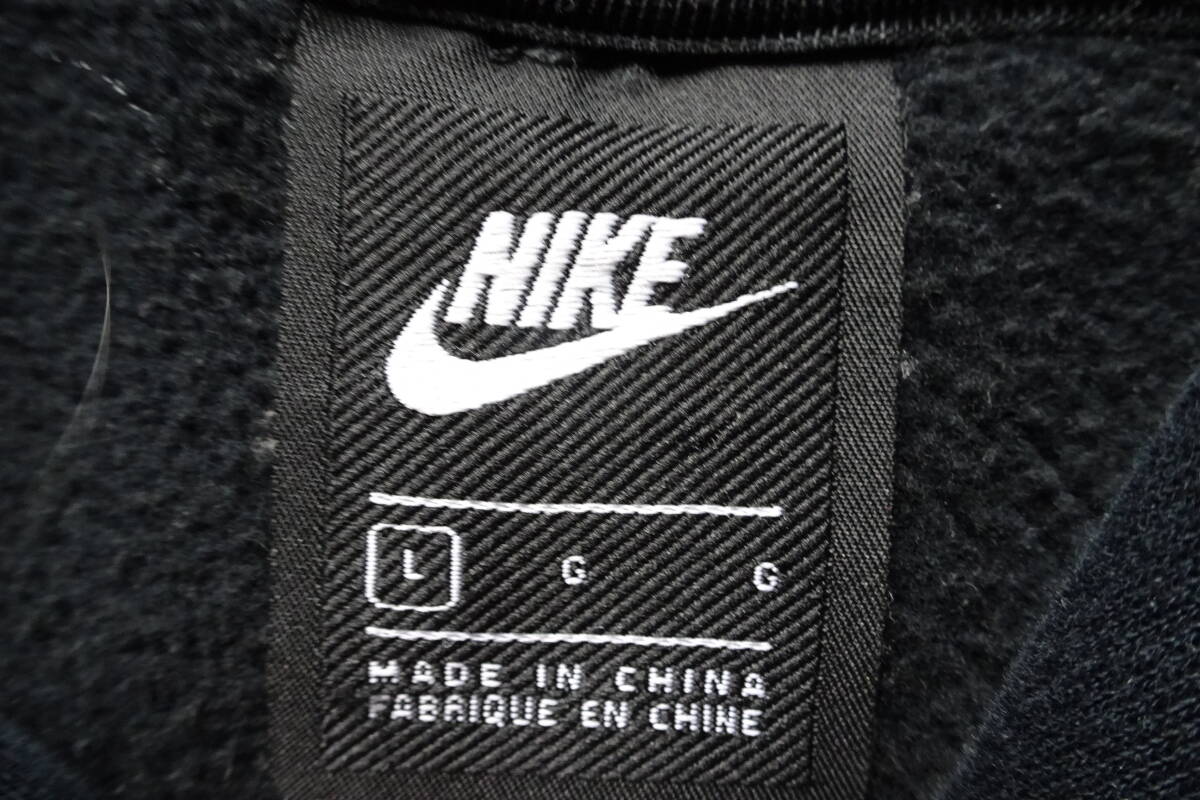 NIKE
L G G
MADE IN CHINA
FABRIQUE EN CHINE